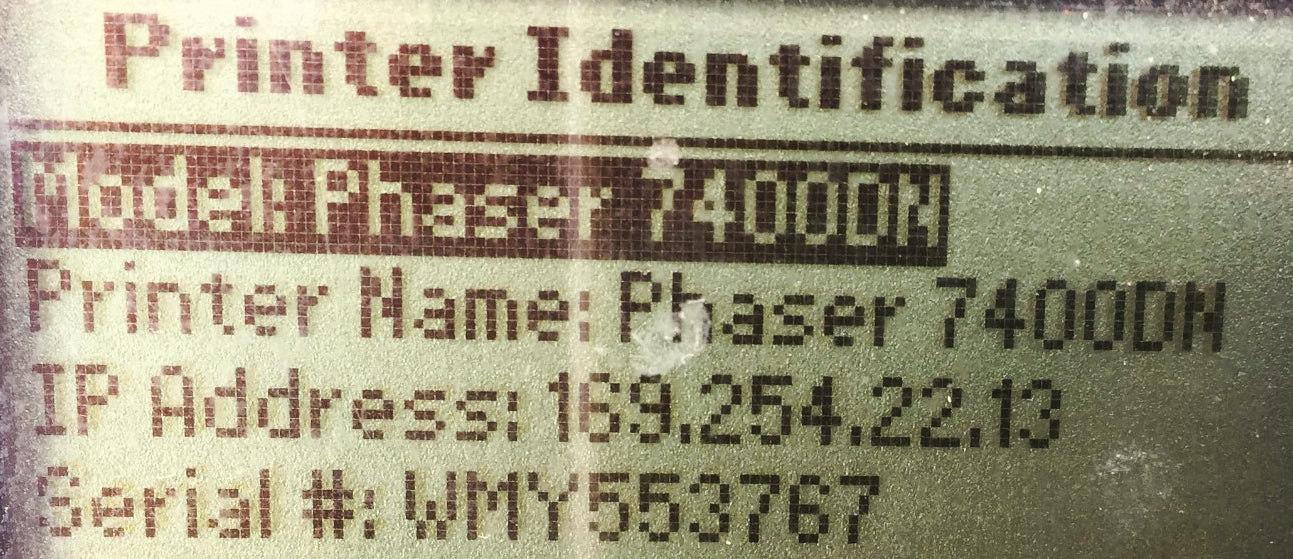 Printer Identification
Model: Phaser 7400DN
Printer Name: Phaser 7400DN
IP Address: 169.254.22.13
Serial #: WMY553767